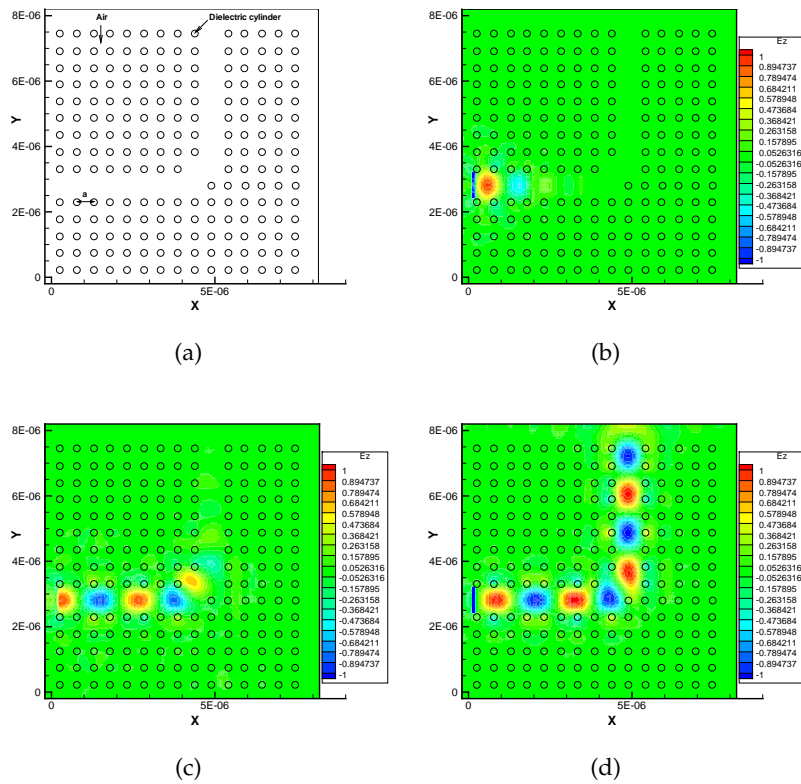 8E-06
6E-06
4E-06
2E-06
0
Y
0
5E-06
X
Air
Dielectric cylinder
a
(a)
8E-06
6E-06
4E-06
2E-06
0
Y
0
5E-06
X
Ez
1
0.894737
0.789474
0.684211
0.578948
0.473684
0.368421
0.263158
0.157895
0.0526316
-0.0526316
-0.157895
-0.263158
-0.368421
-0.473684
-0.578948
-0.684211
-0.789474
-0.894737
-1
(b)
8E-06
6E-06
4E-06
2E-06
0
Y
0
5E-06
X
Ez
1
0.894737
0.789474
0.684211
0.578948
0.473684
0.368421
0.263158
0.157895
0.0526316
-0.0526316
-0.157895
-0.263158
-0.368421
-0.473684
-0.578948
-0.684211
-0.789474
-0.894737
-1
(c)
8E-06
6E-06
4E-06
2E-06
0
Y
0
5E-06
X
Ez
1
0.894737
0.789474
0.684211
0.578948
0.473684
0.368421
0.263158
0.157895
0.0526316
-0.0526316
-0.157895
-0.263158
-0.368421
-0.473684
-0.578948
-0.684211
-0.789474
-0.894737
-1
(d)